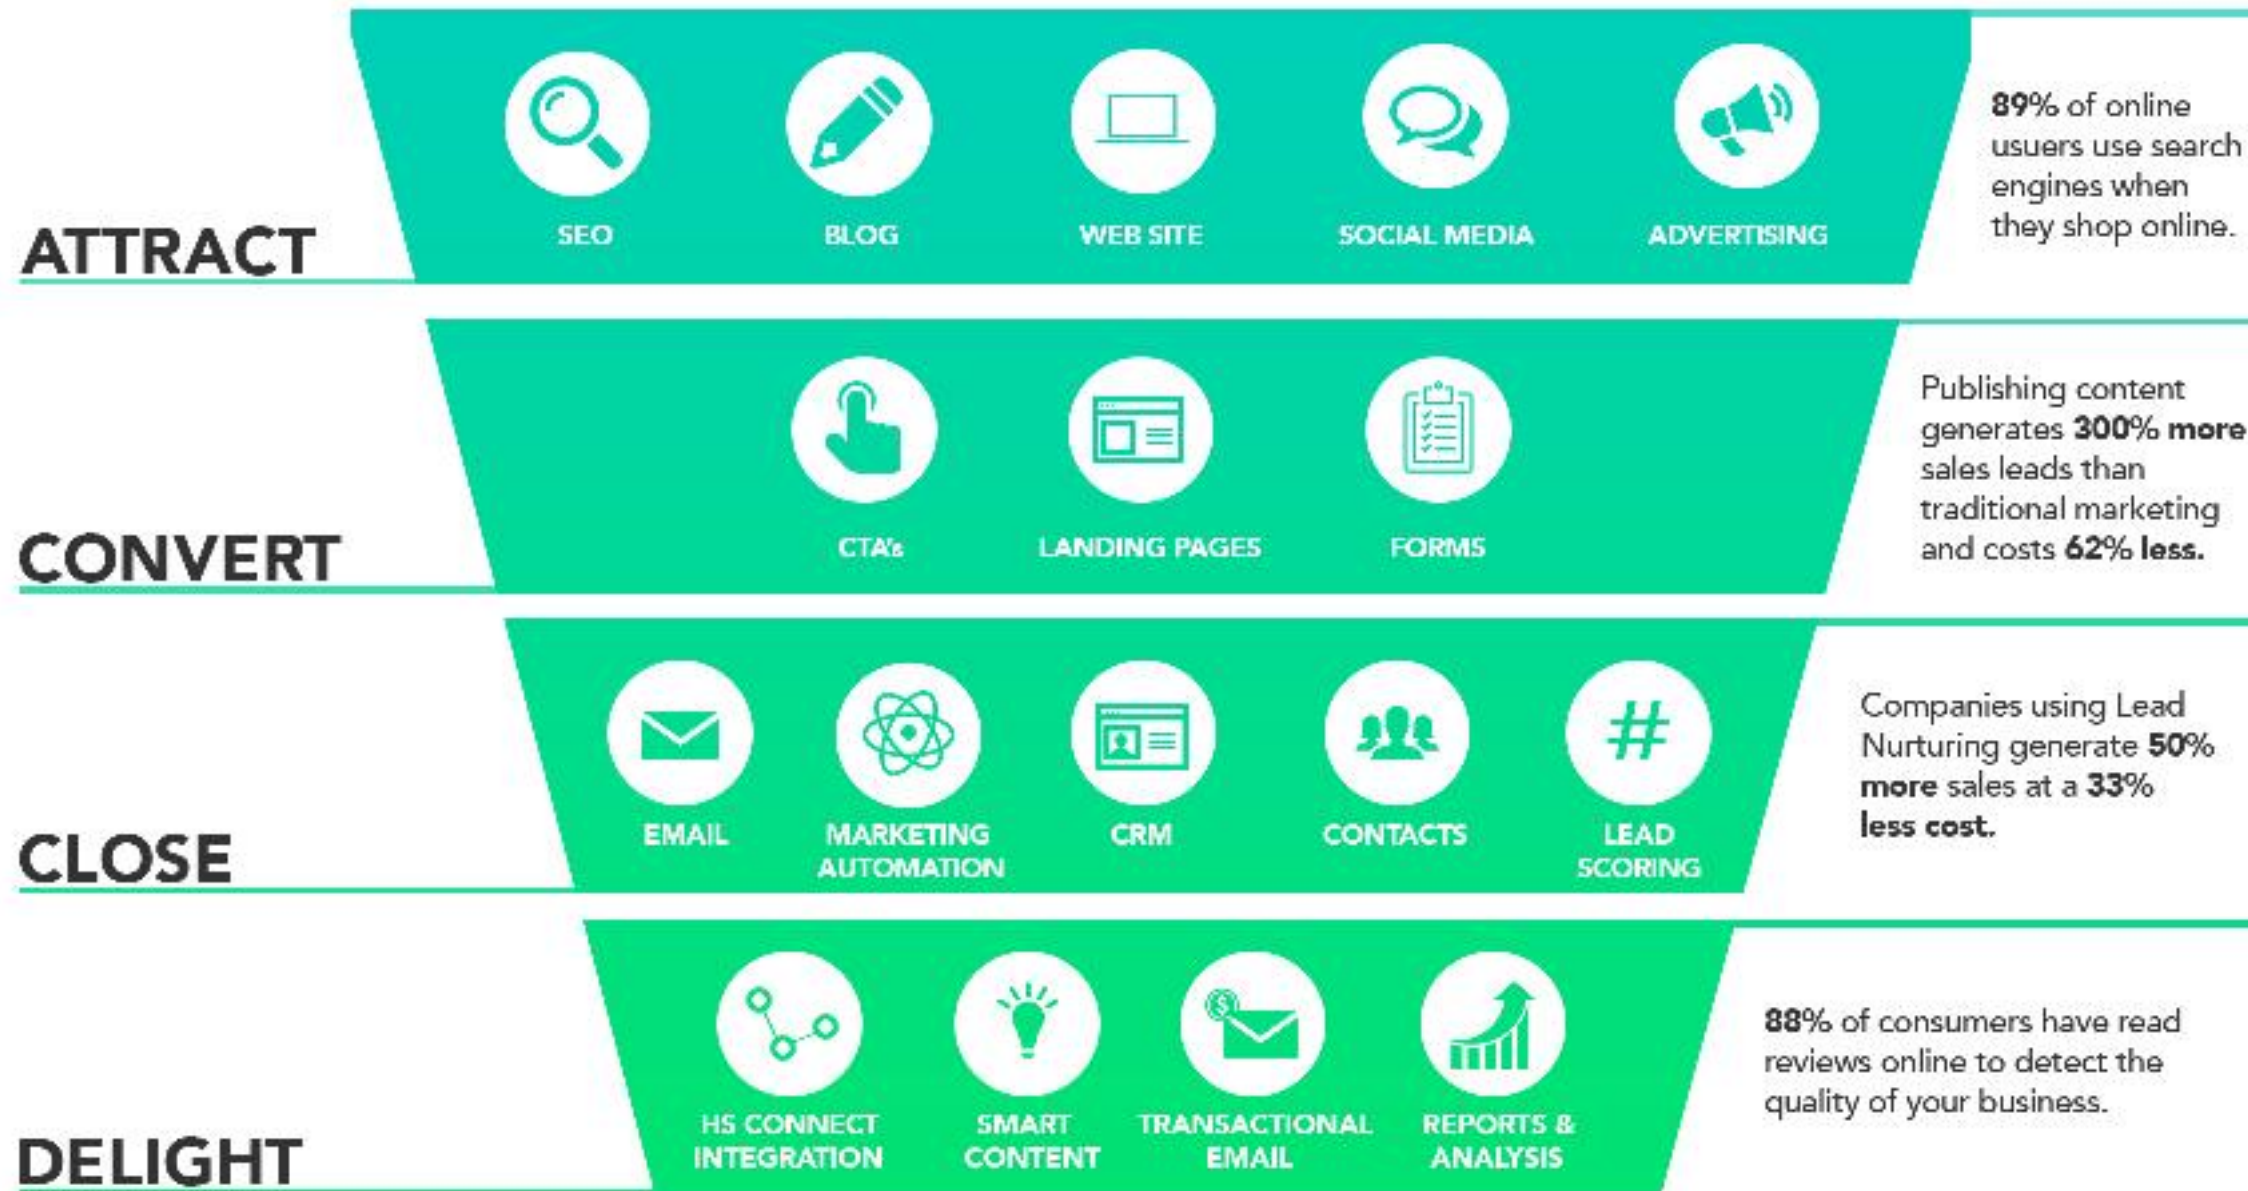 ATTRACT
SEO
BLOG
WEB SITE
SOCIAL MEDIA
ADVERTISING
89% of online
usuers use search
engines when
they shop online.
CONVERT
CTA's
LANDING PAGES
FORMS
Publishing content
generates 300% more
sales leads than
traditional marketing
and costs 62% less.
CLOSE
EMAIL
MARKETING
AUTOMATION
CRM
CONTACTS
#
LEAD
SCORING
Companies using Lead
Nurturing generate 50%
more sales at a 33%
less cost.
DELIGHT
HS CONNECT
INTEGRATION
SMART
CONTENT
$
TRANSACTIONAL
EMAIL
REPORTS &
ANALYSIS
88% of consumers have read
reviews online to detect the
quality of your business.